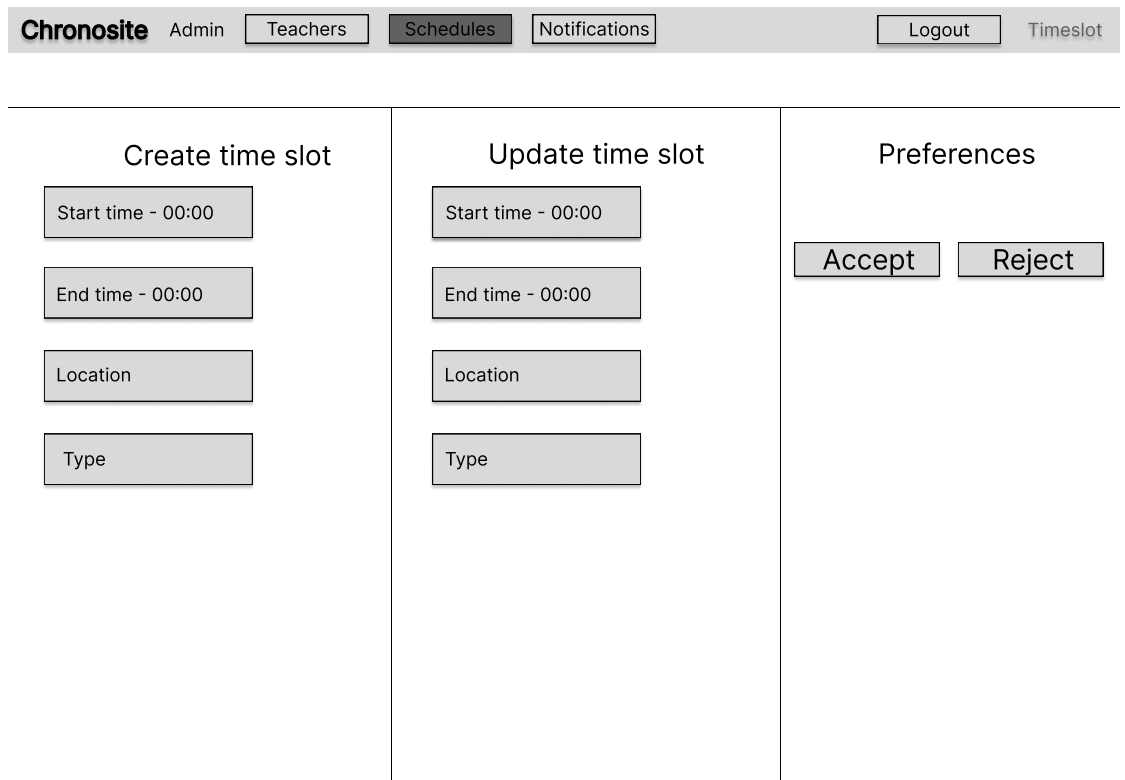 Chronosite Admin Teachers Schedules Notifications Logout Timeslot
Create time slot
Start time - 00:00
End time - 00:00
Location
Type
Update time slot
Start time - 00:00
End time - 00:00
Location
Type
Preferences
Accept Reject